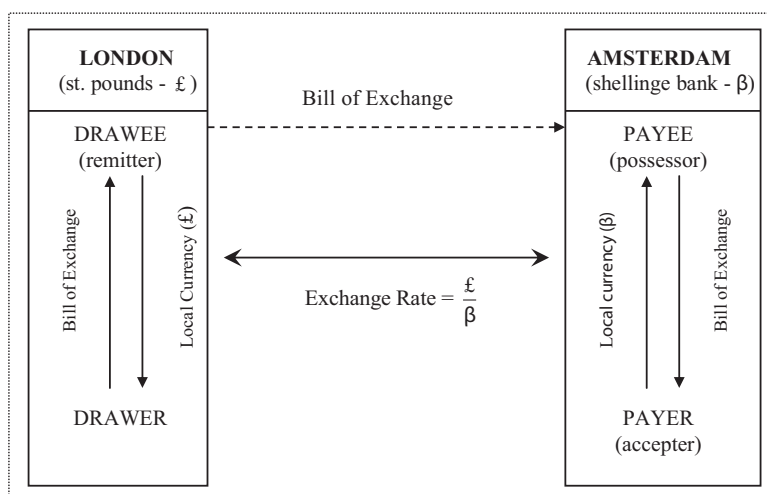 LONDON
(st. pounds - £ )
DRAWEE
(remitter)
Bill of Exchange
Local Currency (£)
DRAWER
Bill of Exchange
Exchange Rate = £
β
AMSTERDAM
(shellinge bank - β)
PAYEE
(possessor)
Local currency (β)
Bill of Exchange
PAYER
(accepter)